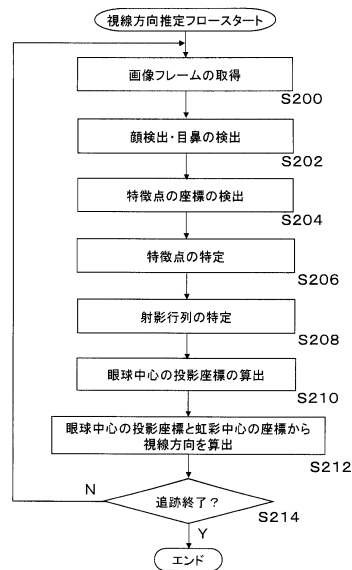 視線方向推定フロースタート
画像フレームの取得
S200
顔検出・目鼻の検出
S202
特徴点の座標の検出
S204
特徴点の特定
S206
射影行列の特定
S208
眼球中心の投影座標の算出
S210
眼球中心の投影座標と虹彩中心の座標から
視線方向を算出
S212
N
追跡終了？
S214
Y
エンド